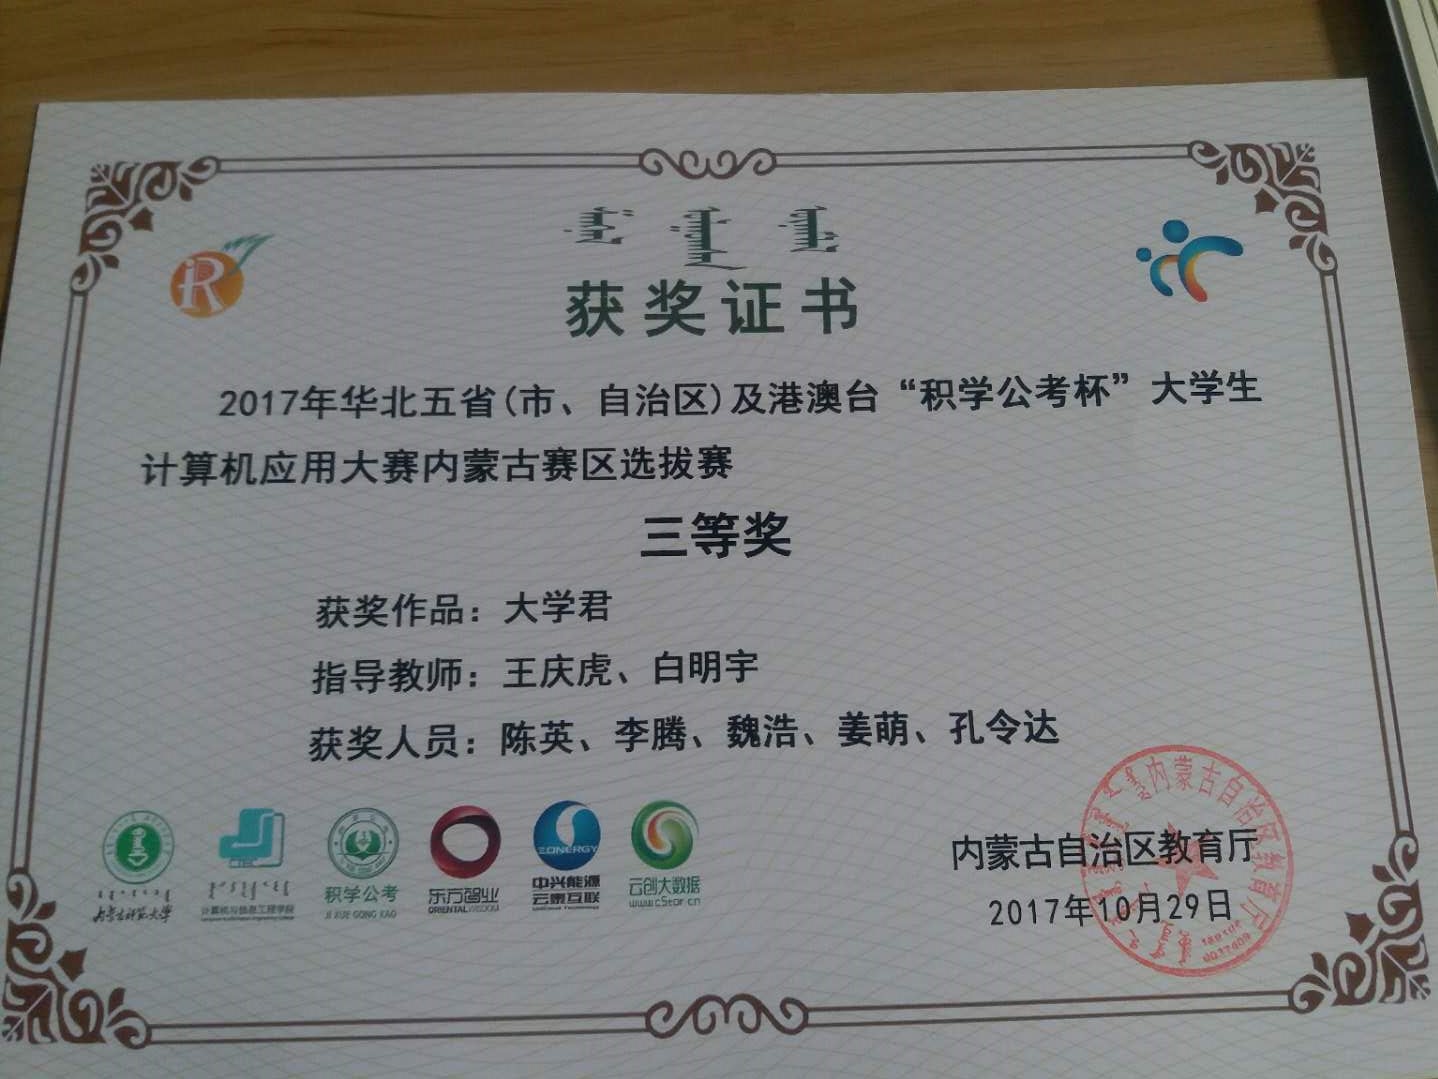 获奖证书
2017年华北五省(市、自治区)及港澳台“积学公考杯”大学生
计算机应用大赛内蒙古赛区选拔赛
三等奖
获奖作品：大学君
指导教师：王庆虎、白明宇
获奖人员：陈英、李腾、魏浩、姜萌、孔令达
内蒙古自治区教育厅
2017年10月29日
内蒙古自治区教育厅
内蒙古师范大学
计算机与信息工程学院
积学公考
JI XUE GONG KAO
东方智业
ORIENTAL WISDOM
EONERGY
中兴能源
云康互联
云创大数据
www.cStor.cn
iR